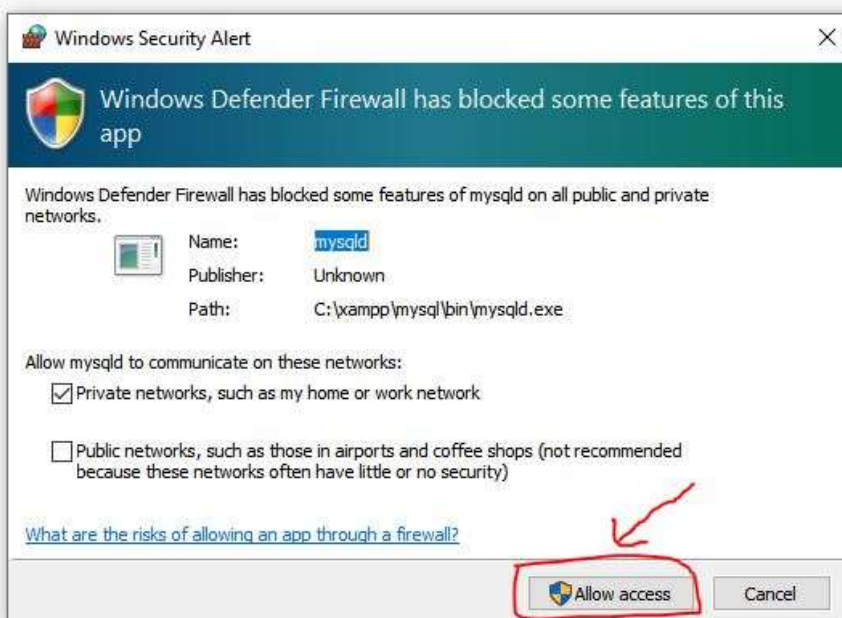 Windows Security Alert
Windows Defender Firewall has blocked some features of this
app
Windows Defender Firewall has blocked some features of mysqld on all public and private
networks.
Name: mysqld
Publisher: Unknown
Path: C:\xampp\mysql\bin\mysqld.exe
Allow mysqld to communicate on these networks:
Private networks, such as my home or work network
Public networks, such as those in airports and coffee shops (not recommended
because these networks often have little or no security)
What are the risks of allowing an app through a firewall?
Allow access Cancel